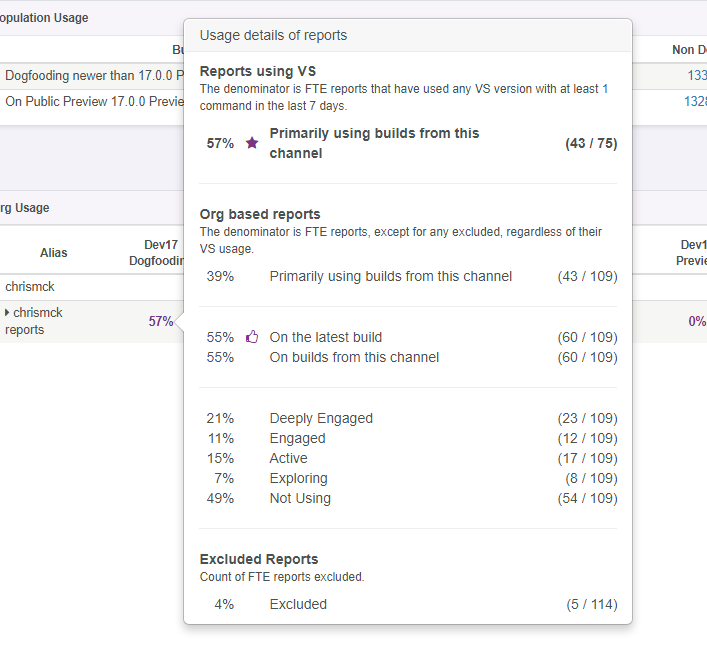 opulation Usage
Usage details of reports
Bu
Non De
Dogfooding newer than 17.0.0 P
133
On Public Preview 17.0.0 Previe
1328
Reports using VS
The denominator is FTE reports that have used any VS version with at least 1
command in the last 7 days.
57% Primarily using builds from this
channel
(43 / 75)
rg Usage
Alias
Dev17
Dogfoodin
Dev1
Previe
chrismck
chrismck
reports
57%
0%
Org based reports
The denominator is FTE reports, except for any excluded, regardless of their
VS usage.
39% Primarily using builds from this channel (43 / 109)
55% On the latest build (60 / 109)
55% On builds from this channel (60 / 109)
21% Deeply Engaged (23 / 109)
11% Engaged (12 / 109)
15% Active (17 / 109)
7% Exploring (8 / 109)
49% Not Using (54 / 109)
Excluded Reports
Count of FTE reports excluded.
4% Excluded (5 / 114)